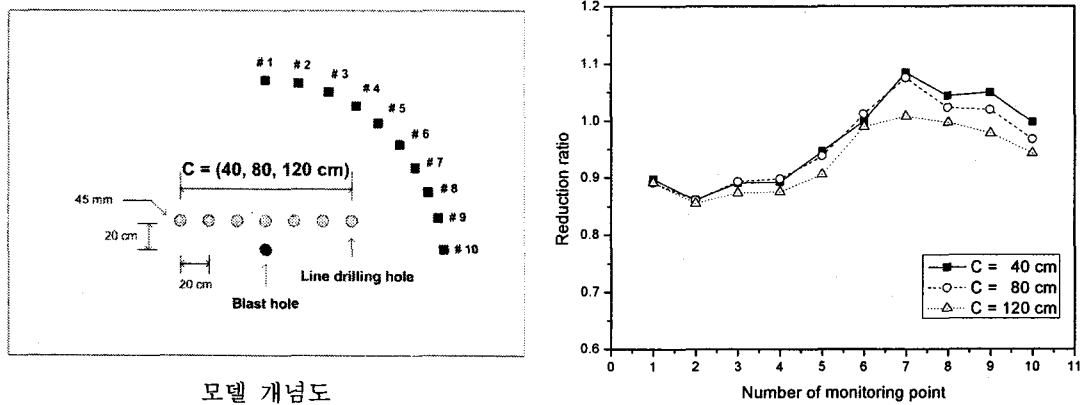 # 1
# 2
# 3
# 4
# 5
# 6
# 7
# 8
# 9
# 10
C = (40, 80, 120 cm)
45 mm
20 cm
20 cm
Line drilling hole
Blast hole
모델 개념도
1.2
1.1
1.0
0.9
0.8
0.7
0.6
Reduction ratio
C = 40 cm
C = 80 cm
C = 120 cm
0 1 2 3 4 5 6 7 8 9 10 11
Number of monitoring point